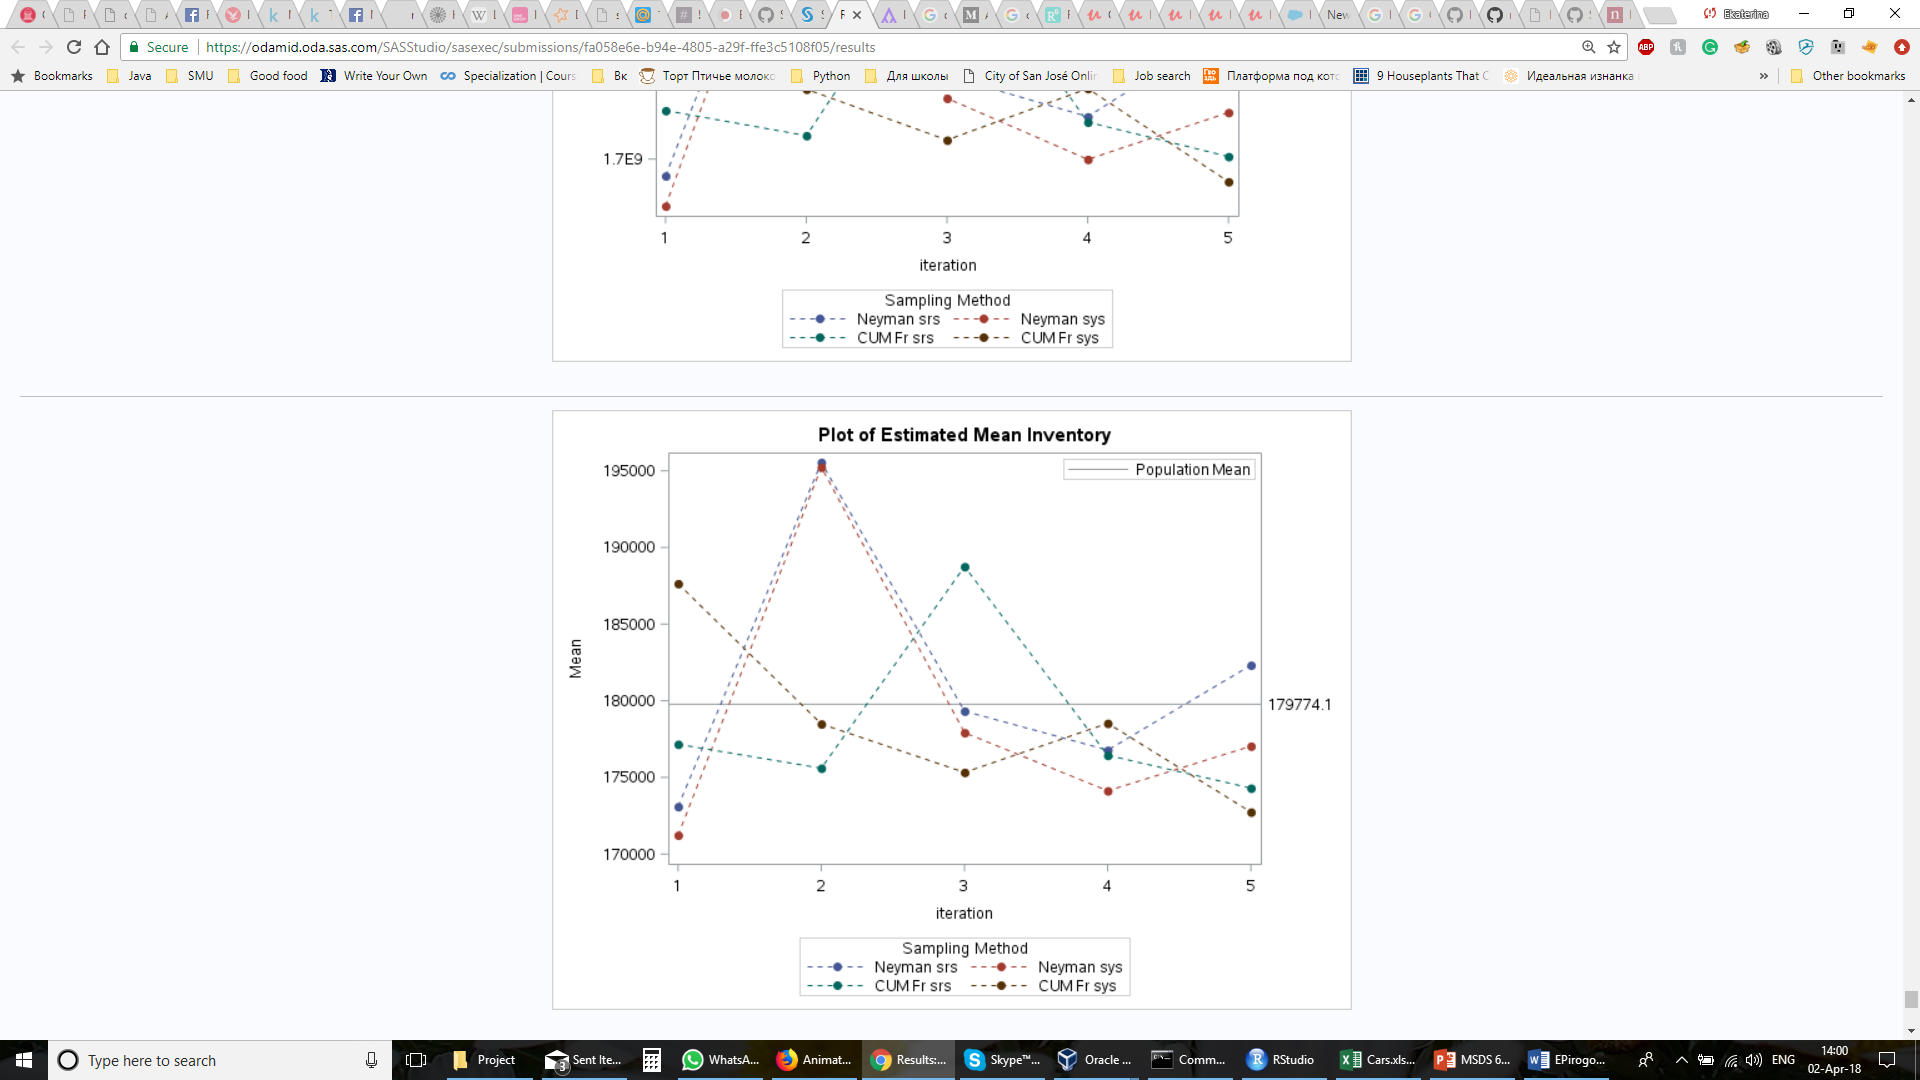 Ekaterina
Secure https://odamid.oda.sas.com/SASStudio/sasexec/submissions/fa058e6e-b94e-4805-a29f-ffe3c5108f05/results
Bookmarks Java SMU Good food Write Your Own Specialization | Cours Вк Торт Птичье молоко Python Для школы City of San José Onlin Job search Платформа под кото 9 Houseplants That C Идеальная изнанка » Other bookmarks
1.7E9
1 2 3 4 5
iteration
Sampling Method
Neyman srs Neyman sys
CUM Fr srs CUM Fr sys
Plot of Estimated Mean Inventory
Population Mean
195000
190000
185000
180000
175000
170000
Mean
179774.1
1 2 3 4 5
iteration
Sampling Method
Neyman srs Neyman sys
CUM Fr srs CUM Fr sys
Type here to search Project Sent Ite... WhatsA... Animat... Results:... Skype™... Oracle ... Comm... RStudio Cars.xls... MSDS 6... EPirogo... ENG 14:00
02-Apr-18